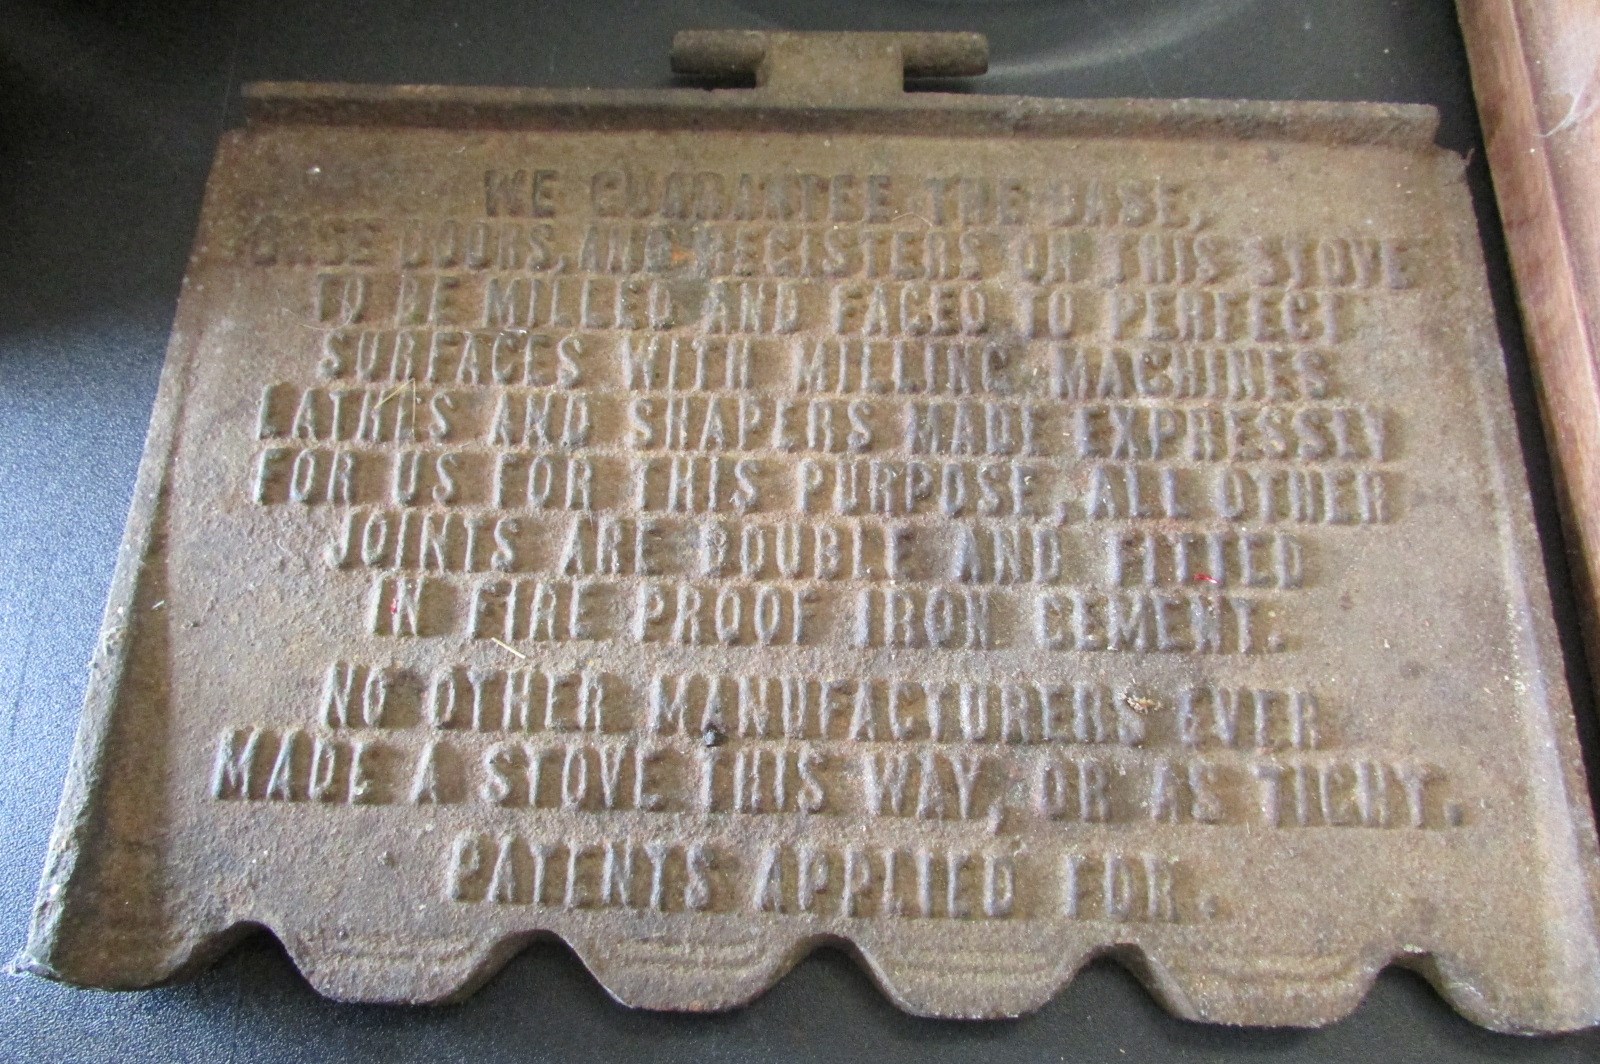 WE GUARANTEE THE BASE,
BASE DOORS, AND REGISTERS ON THIS STOVE
TO BE MILLED AND FACED TO PERFECT
SURFACES WITH MILLING MACHINES
LATHES AND SHAPERS MADE EXPRESSLY
FOR US FOR THIS PURPOSE, ALL OTHER
JOINTS ARE DOUBLE AND FITTED
IN FIRE PROOF IRON CEMENT.
NO OTHER MANUFACTURERS EVER
MADE A STOVE THIS WAY, OR AS TIGHT.
PATENTS APPLIED FOR.